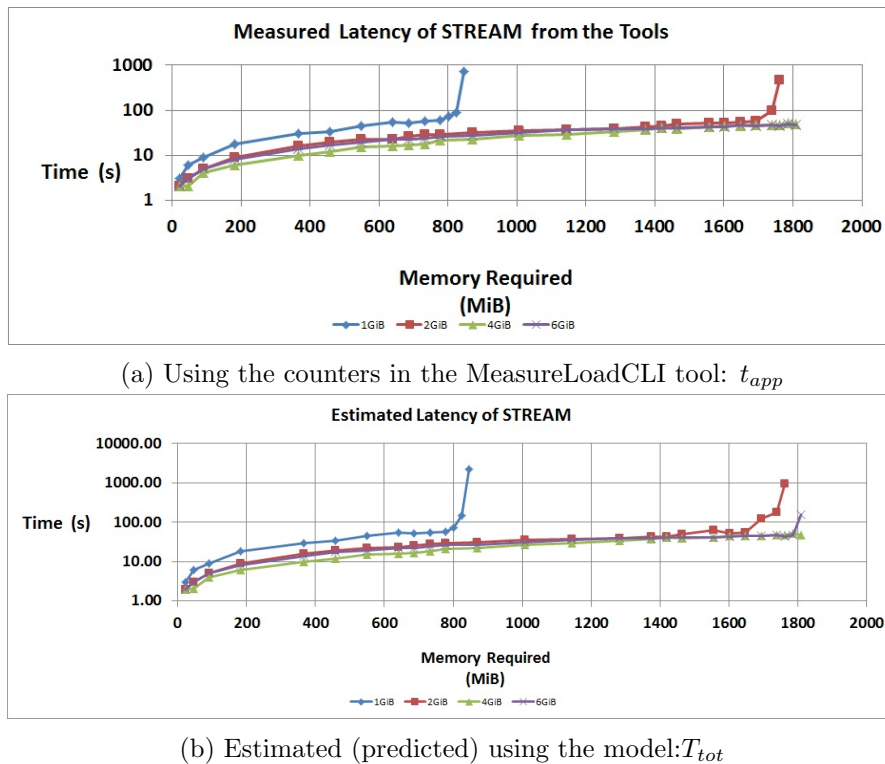 Measured Latency of STREAM from the Tools
1000
100
10
1
Time (s)
0 200 400 600 800 1000 1200 1400 1600 1800 2000
Memory Required
(MiB)
1GiB 2GiB 4GiB 6GiB
(a) Using the counters in the MeasureLoadCLI tool: t_app
Estimated Latency of STREAM
10000.00
1000.00
100.00
10.00
1.00
Time (s)
0 200 400 600 800 1000 1200 1400 1600 1800 2000
Memory Required
(MiB)
1GiB 2GiB 4GiB 6GiB
(b) Estimated (predicted) using the model:T_tot